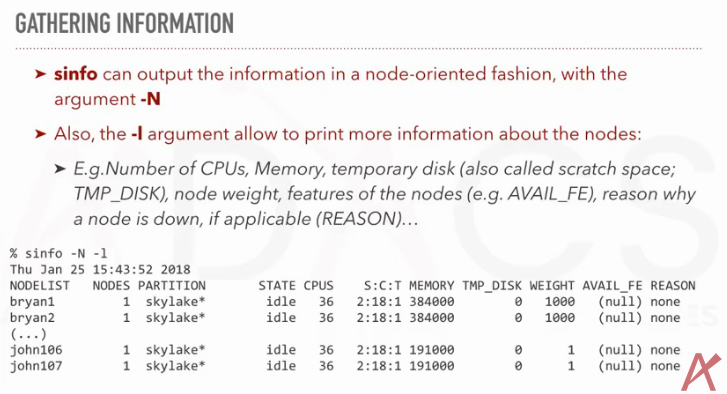 GATHERING INFORMATION
➤ sinfo can output the information in a node-oriented fashion, with the
argument -N
➤ Also, the -l argument allow to print more information about the nodes:
➤ E.g.Number of CPUs, Memory, temporary disk (also called scratch space;
TMP_DISK), node weight, features of the nodes (e.g. AVAIL_FE), reason why
a node is down, if applicable (REASON)…
% sinfo -N -l
Thu Jan 25 15:43:52 2018
NODELIST NODES PARTITION STATE CPUS S:C:T MEMORY TMP_DISK WEIGHT AVAIL_FE REASON
bryan1 1 skylake* idle 36 2:18:1 384000 0 1000 (null) none
bryan2 1 skylake* idle 36 2:18:1 384000 0 1000 (null) none
(...)
john106 1 skylake* idle 36 2:18:1 191000 0 1 (null) none
john107 1 skylake* idle 36 2:18:1 191000 0 1 (null) none